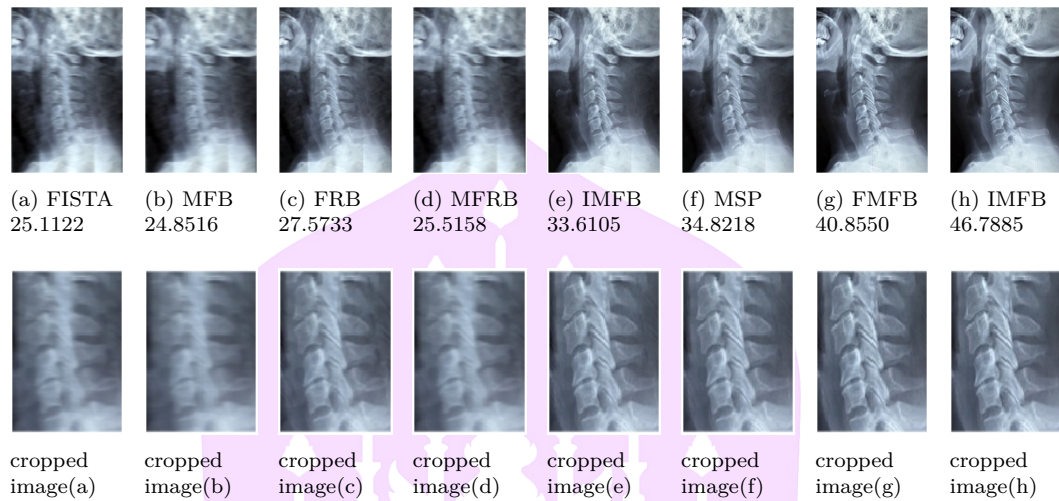 (a) FISTA
25.1122
(b) MFB
24.8516
(c) FRB
27.5733
(d) MFRB
25.5158
(e) IMFB
33.6105
(f) MSP
34.8218
(g) FMFB
40.8550
(h) IMFB
46.7885
cropped
image(a)
cropped
image(b)
cropped
image(c)
cropped
image(d)
cropped
image(e)
cropped
image(f)
cropped
image(g)
cropped
image(h)